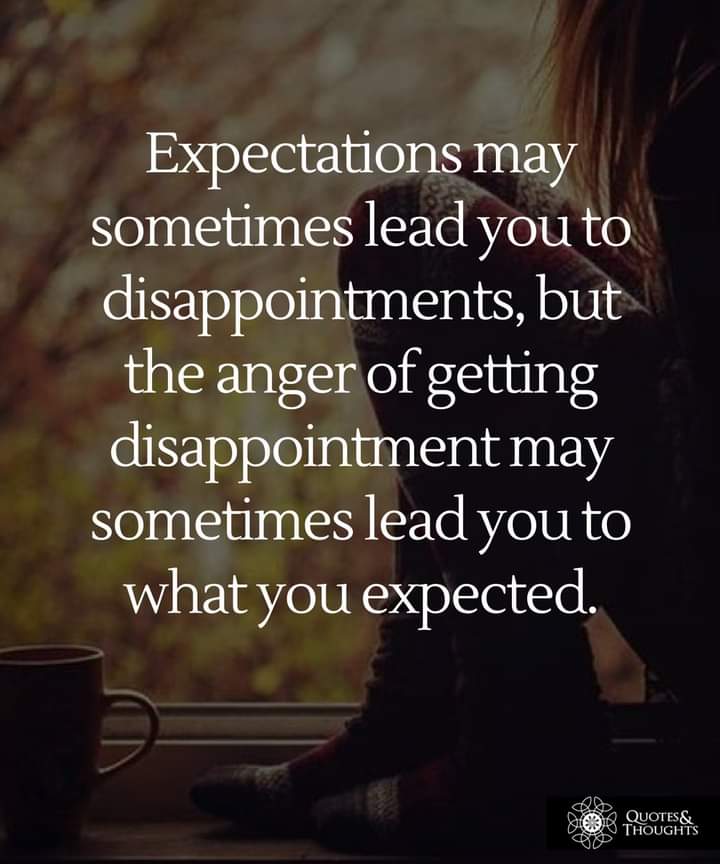 Expectations may
sometimes lead you to
disappointments, but
the anger of getting
disappointment may
sometimes lead you to
what you expected.
QUOTES&
THOUGHTS